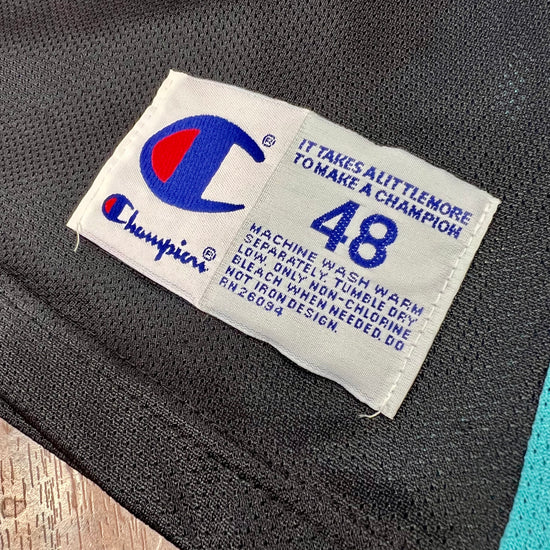 Champion®
®
IT TAKES A LITTLE MORE
TO MAKE A CHAMPION
48
MACHINE WASH WARM
SEPARATELY. TUMBLE DRY
LOW. ONLY NON-CHLORINE
BLEACH WHEN NEEDED. DO
NOT IRON DESIGN.
R.N.26094